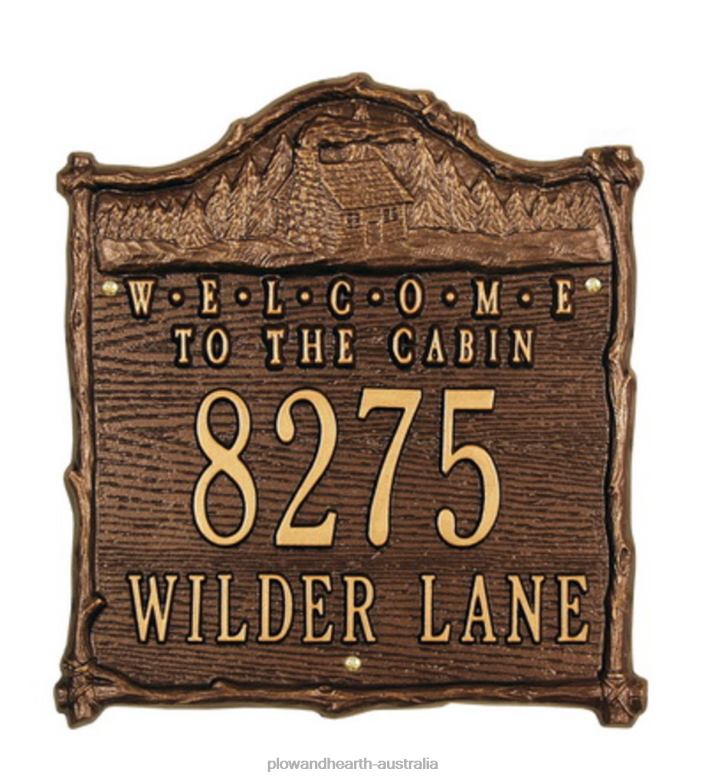 W•E•L•C•O•M•E
TO THE CABIN
8275
WILDER LANE
plowandhearth-australia